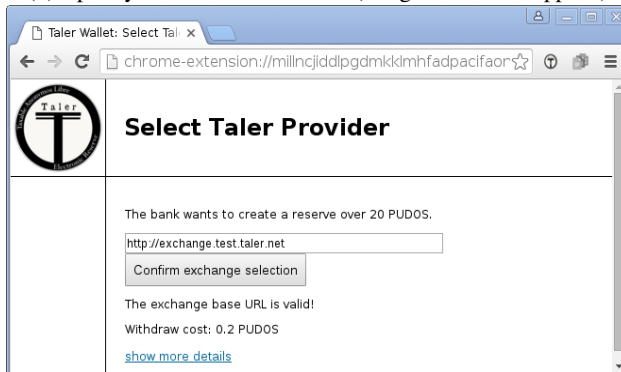 Taler Wallet: Select Tal
chrome-extension://millncjiddlpgdmkklmhfadpacifaor
Taler
Select Taler Provider
The bank wants to create a reserve over 20 PUDOS.
http://exchange.test.taler.net
Confirm exchange selection
The exchange base URL is valid!
Withdraw cost: 0.2 PUDOS
show more details